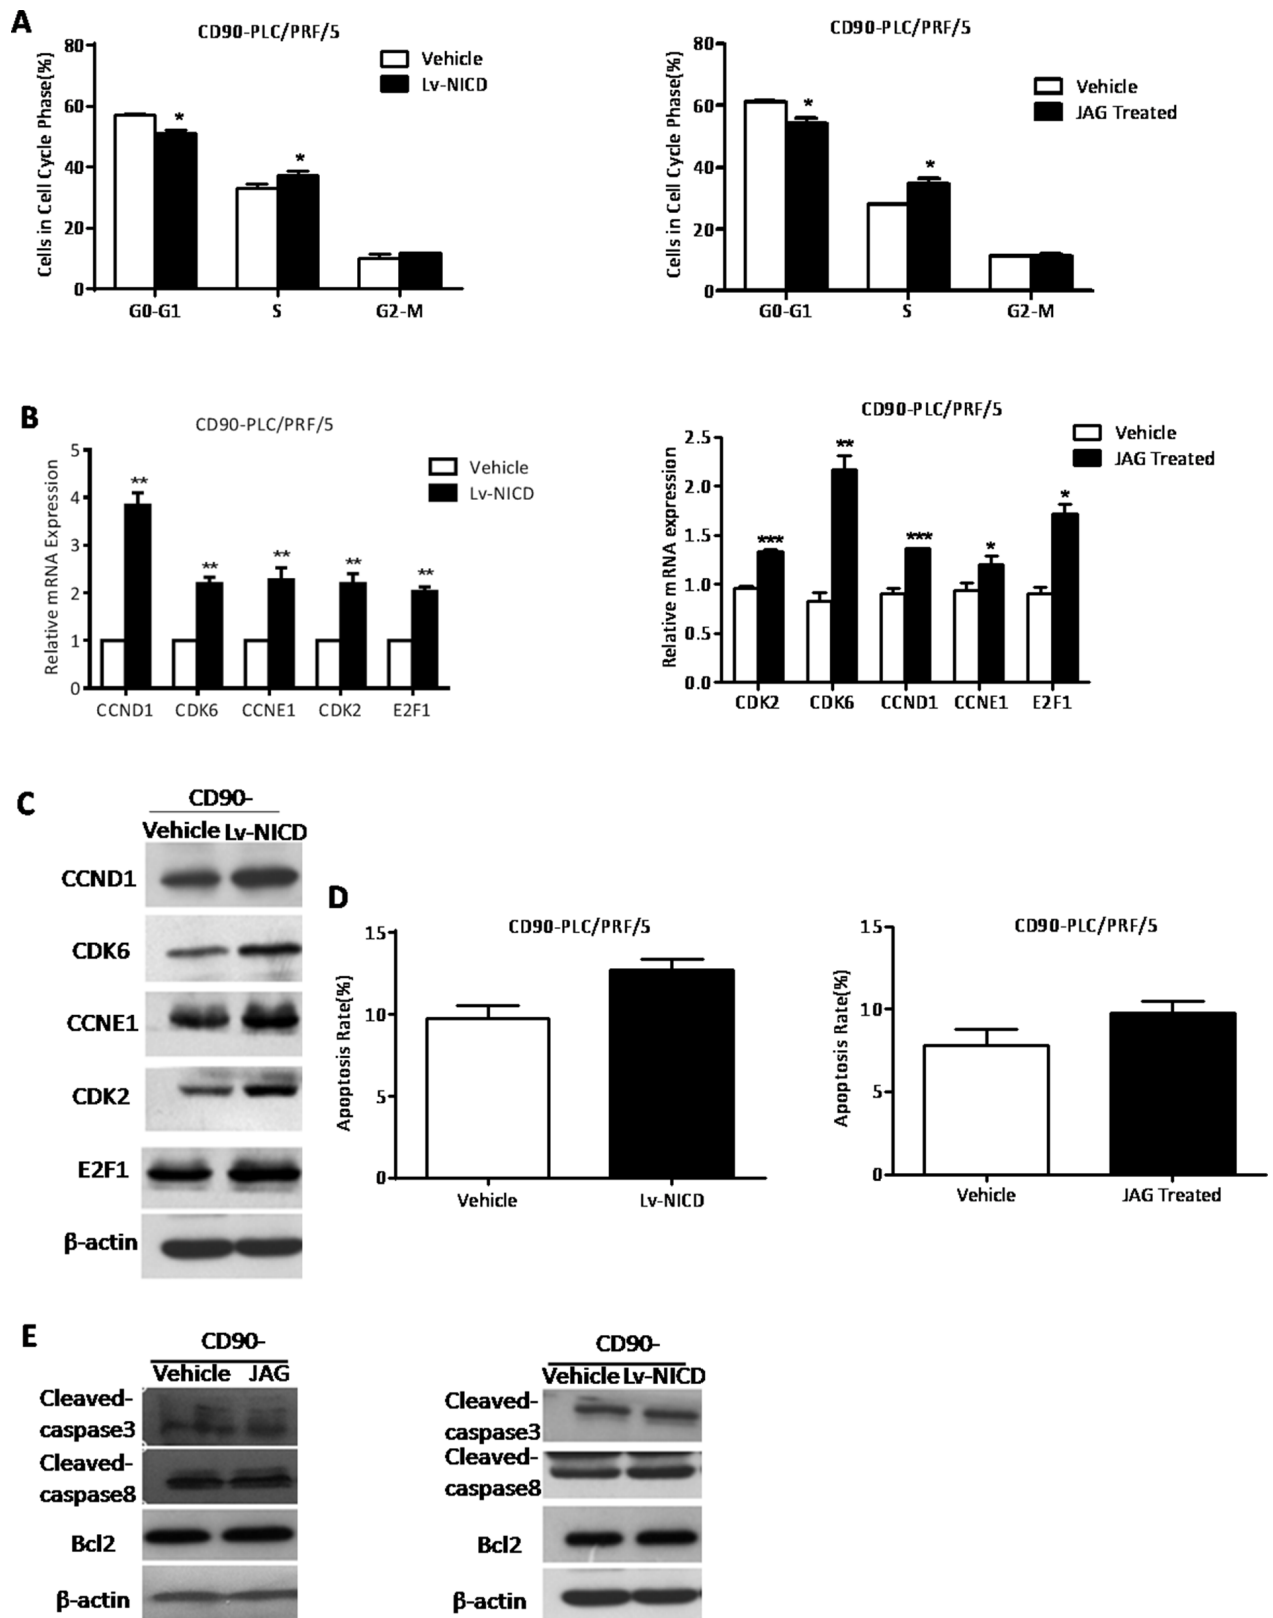 A
CD90-PLC/PRF/5
Cells in Cell Cycle Phase(%)
80
60
40
20
0
Vehicle
Lv-NICD
*
*
G0-G1
S
G2-M
CD90-PLC/PRF/5
Cells in Cell Cycle Phase(%)
80
60
40
20
0
Vehicle
JAG Treated
*
*
G0-G1
S
G2-M
B
CD90-PLC/PRF/5
Relative mRNA Expression
5
4
3
2
1
0
Vehicle
Lv-NICD
**
**
**
**
**
CCND1
CDK6
CCNE1
CDK2
E2F1
CD90-PLC/PRF/5
Relative mRNA expression
2.5
2.0
1.5
1.0
0.5
0.0
Vehicle
JAG Treated
***
**
***
*
*
CDK2
CDK6
CCND1
CCNE1
E2F1
C
CD90-
Vehicle Lv-NICD
CCND1
CDK6
CCNE1
CDK2
E2F1
β-actin
D
CD90-PLC/PRF/5
Apoptosis Rate(%)
15
10
5
0
Vehicle
Lv-NICD
CD90-PLC/PRF/5
Apoptosis Rate(%)
15
10
5
0
Vehicle
JAG Treated
E
CD90-
Vehicle JAG
Cleaved-
caspase3
Cleaved-
caspase8
Bcl2
β-actin
CD90-
Vehicle Lv-NICD
Cleaved-
caspase3
Cleaved-
caspase8
Bcl2
β-actin